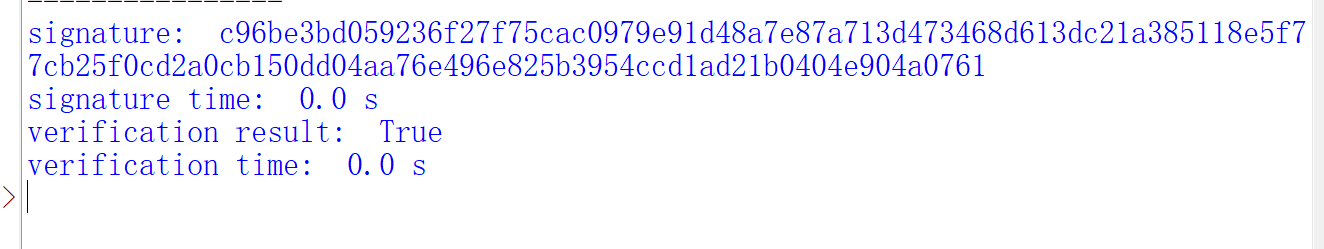 ----------------
signature:  c96be3bd059236f27f75cac0979e91d48a7e87a713d473468d613dc21a385118e5f7
7cb25f0cd2a0cb150dd04aa76e496e825b3954ccd1ad21b0404e904a0761
signature time:  0.0 s
verification result:  True
verification time:  0.0 s
>